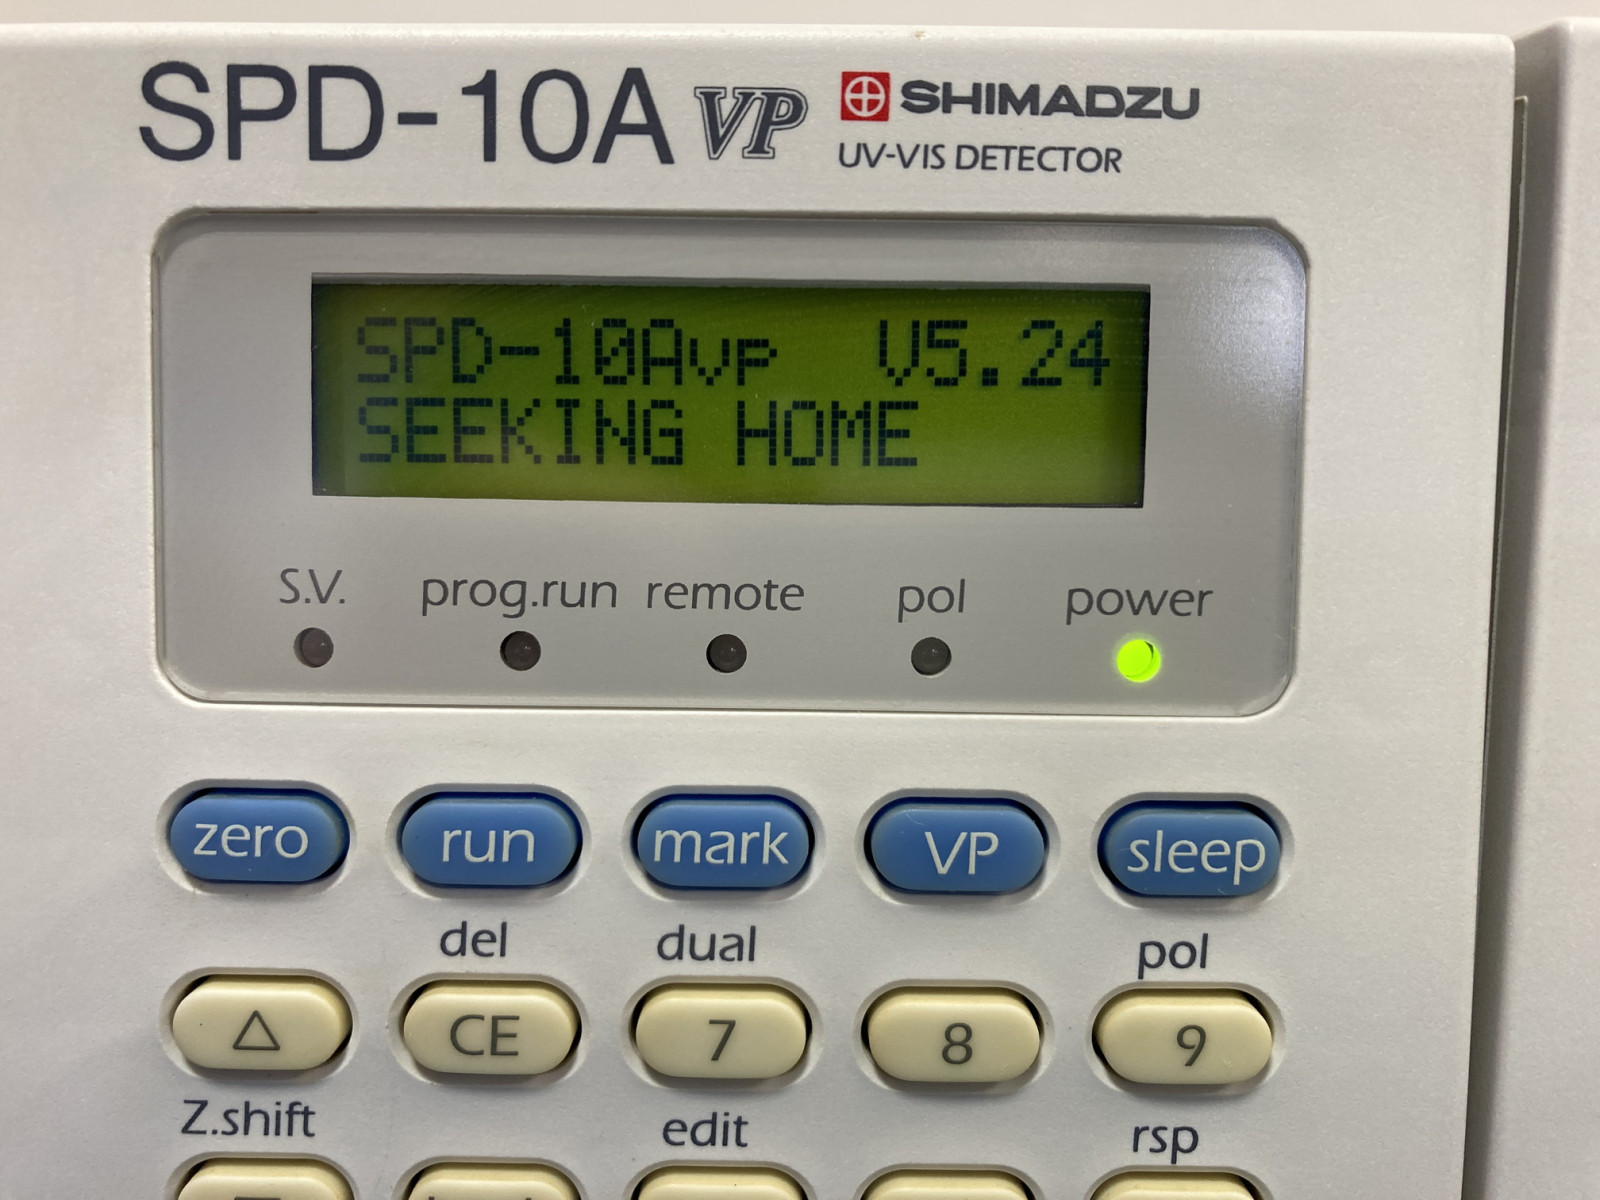 SPD-10A VP
SHIMADZU
UV-VIS DETECTOR
SPD-10Avp V5.24
SEEKING HOME
S.V. prog.run remote pol power
zero run mark VP sleep
del dual pol
CE 7 8 9
Z.shift edit rsp